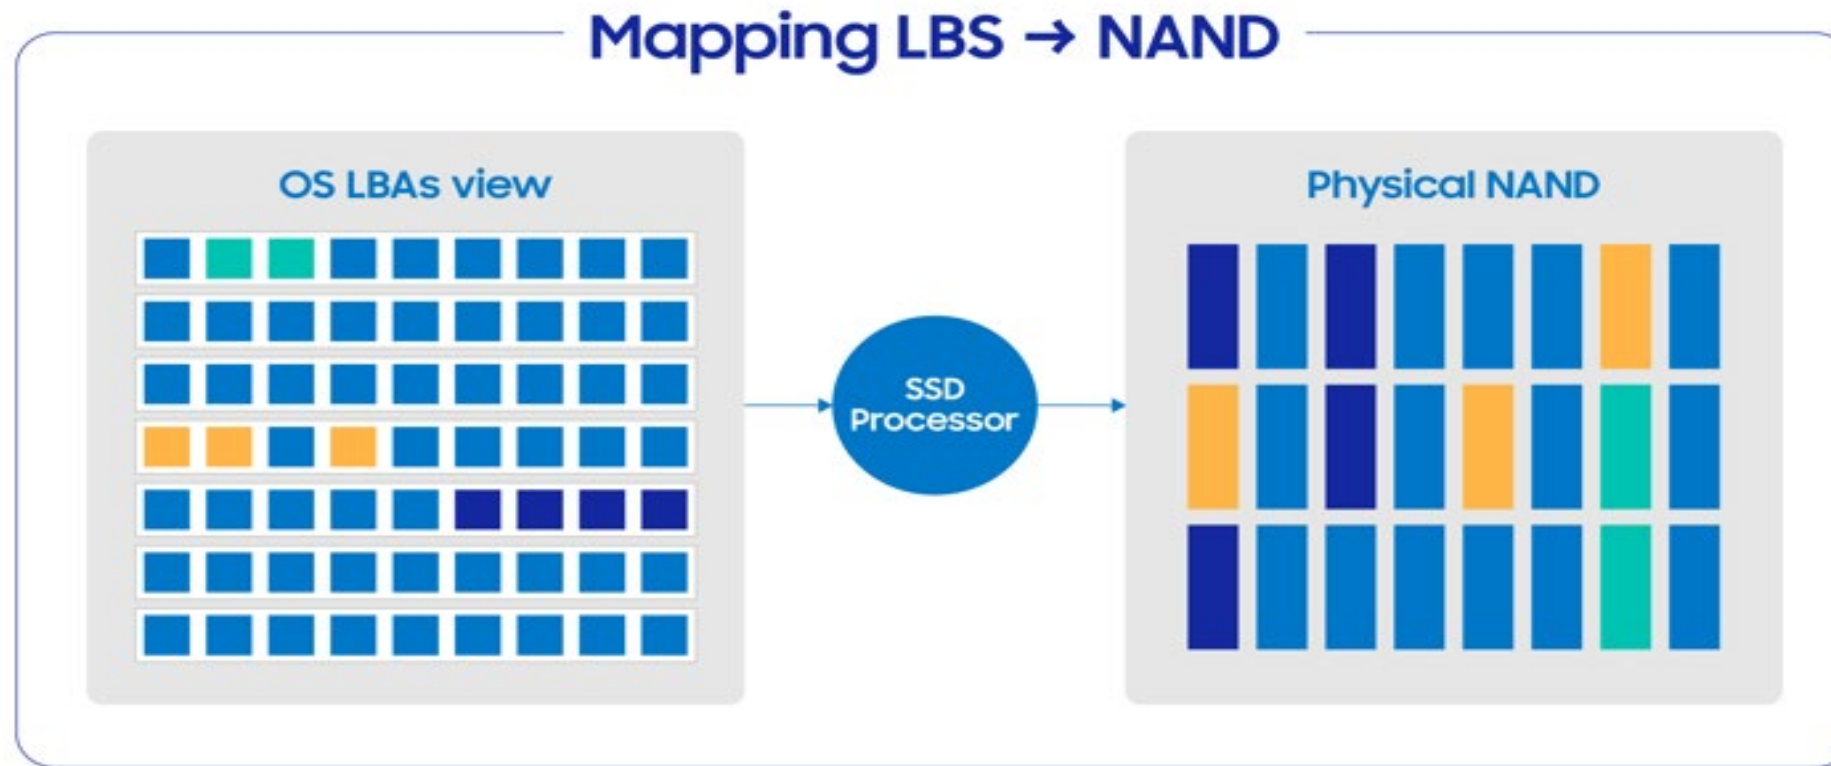 Mapping LBS → NAND
OS LBAs view
SSD
Processor
Physical NAND